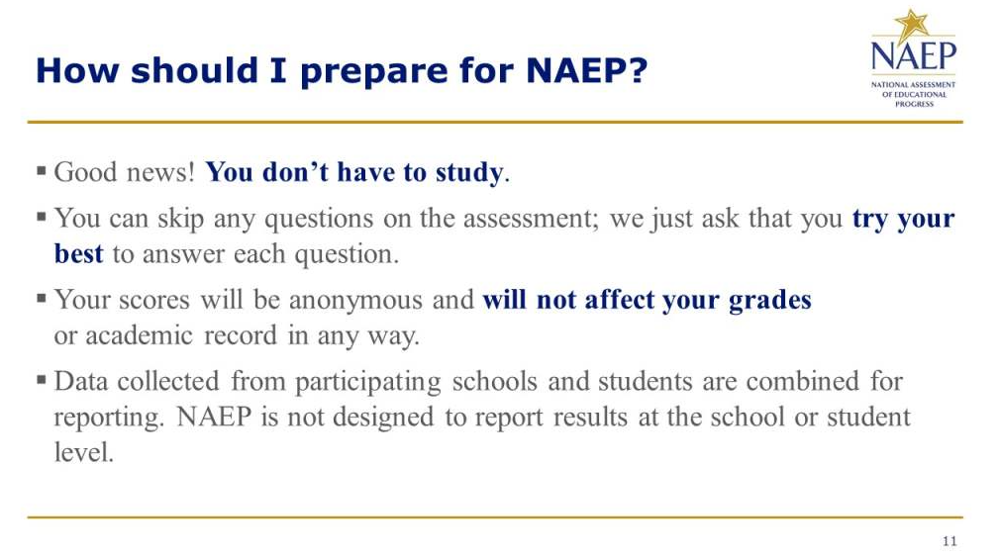 How should I prepare for NAEP?
NAEP
NATIONAL ASSESSMENT
OF EDUCATIONAL
PROGRESS
▪ Good news! You don’t have to study.
▪ You can skip any questions on the assessment; we just ask that you try your
best to answer each question.
▪ Your scores will be anonymous and will not affect your grades
or academic record in any way.
▪ Data collected from participating schools and students are combined for
reporting. NAEP is not designed to report results at the school or student
level.
11